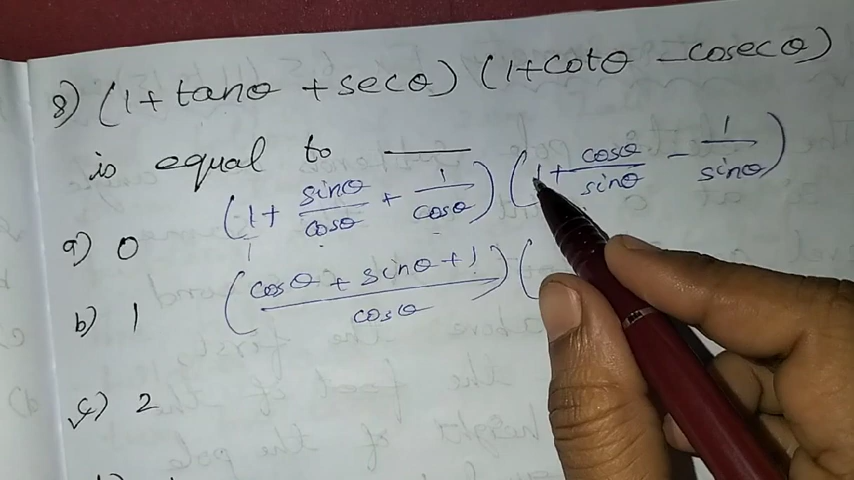 8) (1 + tanθ + secθ) (1+cotθ - cosecθ)
is equal to ____
(1 + sinθ/cosθ + 1/cosθ) (1 + cosθ/sinθ - 1/sinθ)
a) 0
(cosθ + sinθ + 1/cosθ) (
b) 1
c) 2